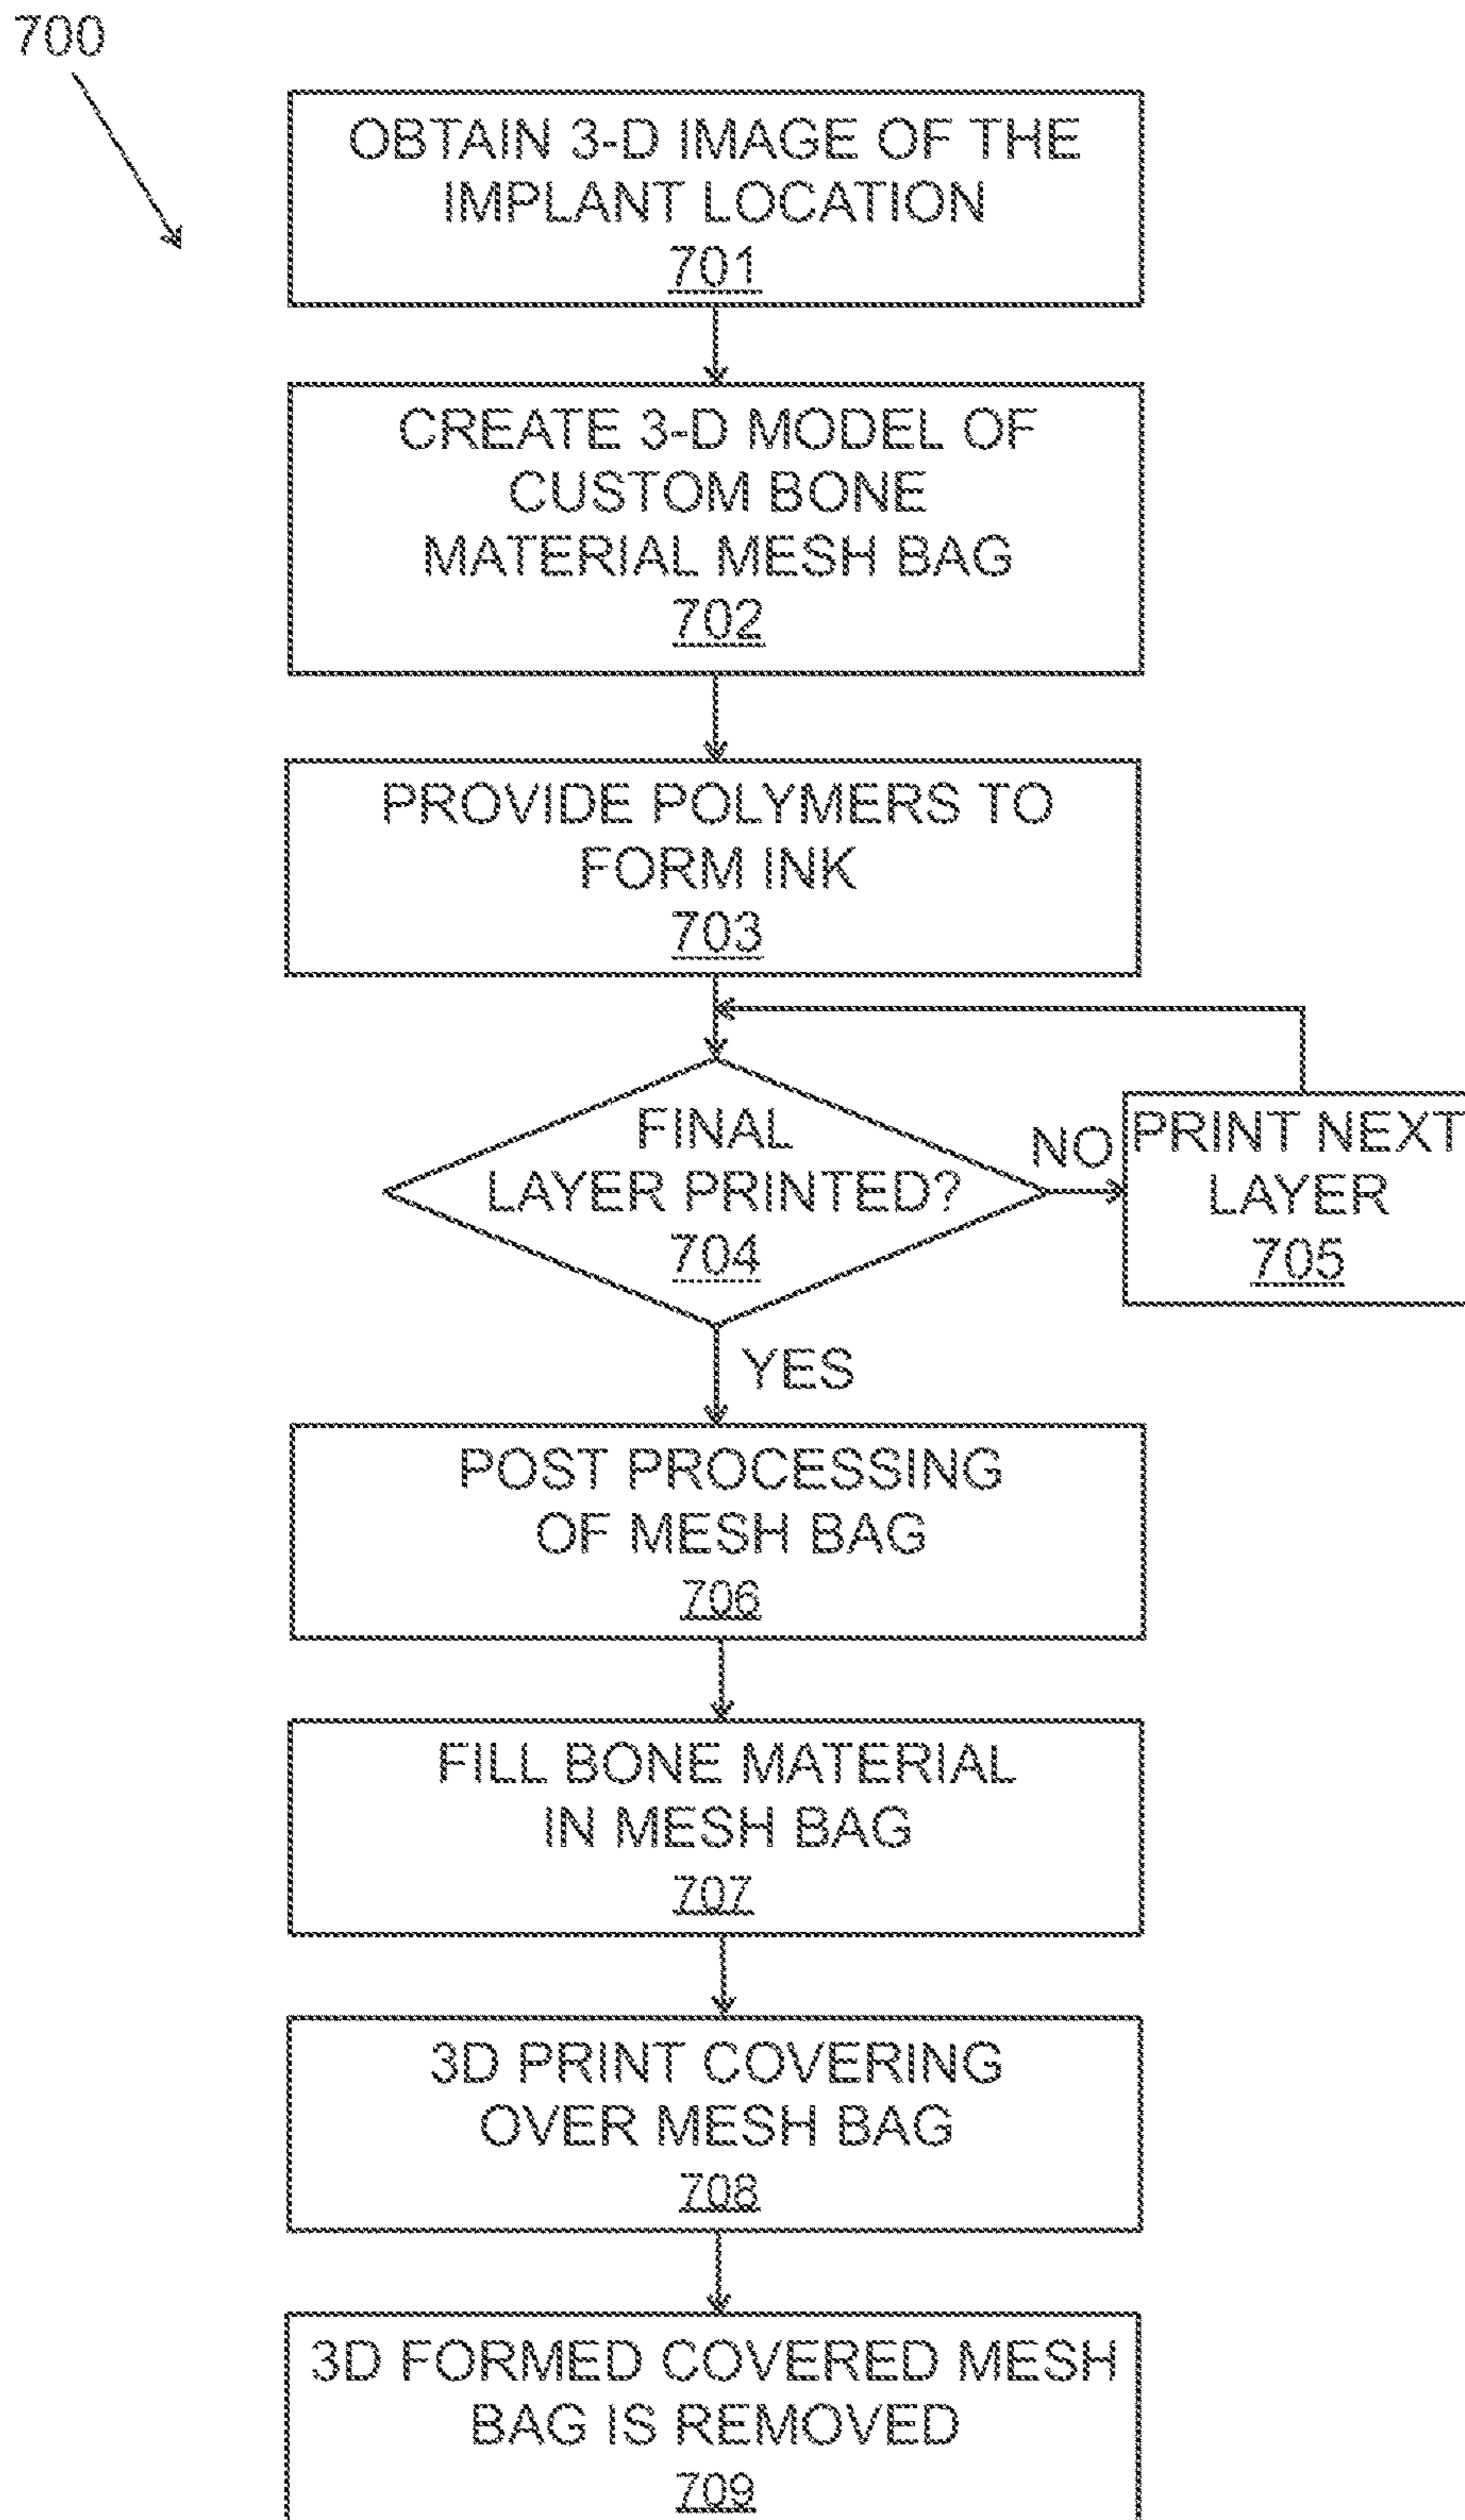 700
OBTAIN 3-D IMAGE OF THE
IMPLANT LOCATION
701
CREATE 3-D MODEL OF
CUSTOM BONE
MATERIAL MESH BAG
702
PROVIDE POLYMERS TO
FORM INK
703
FINAL
LAYER PRINTED?
704
NO
PRINT NEXT
LAYER
705
YES
POST PROCESSING
OF MESH BAG
706
FILL BONE MATERIAL
IN MESH BAG
707
3D PRINT COVERING
OVER MESH BAG
708
3D FORMED COVERED MESH
BAG IS REMOVED
709